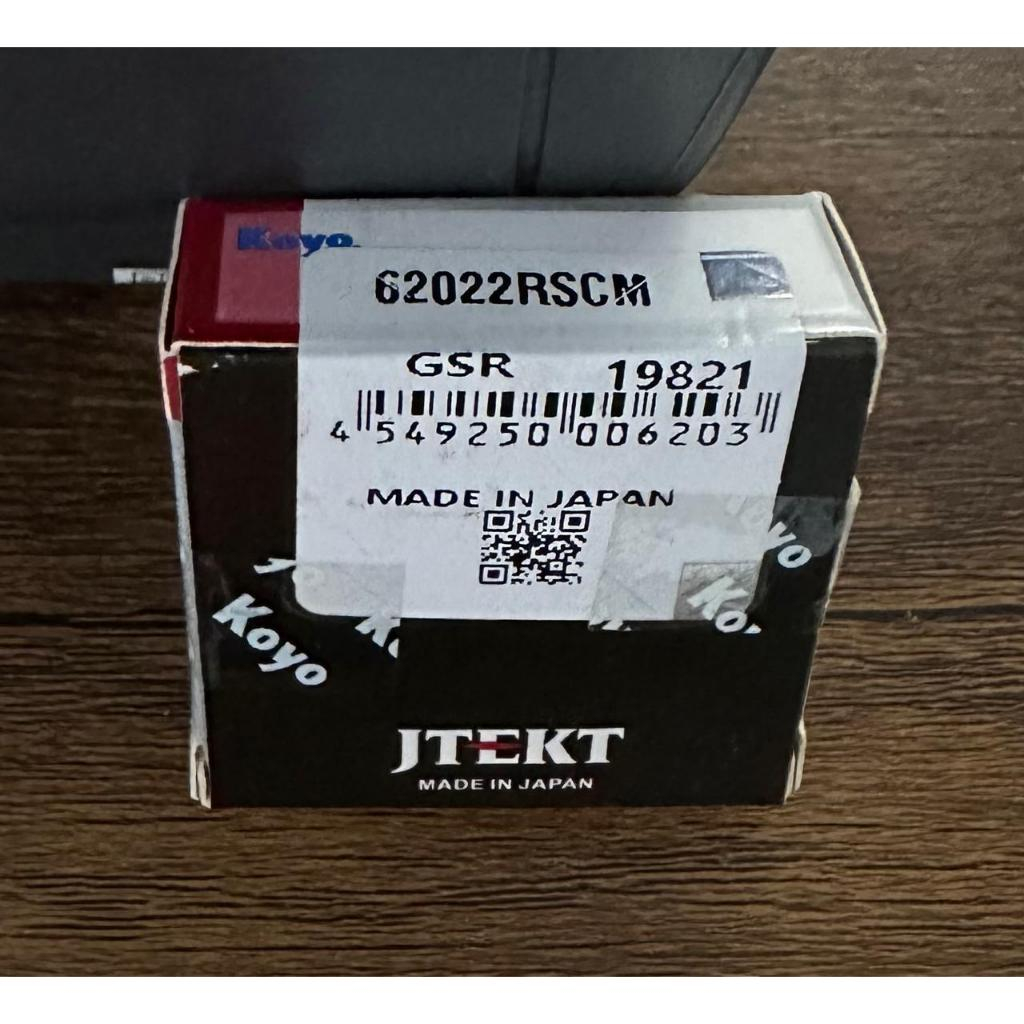 Koyo
62022RSCM
GSR 19821
4 549250 006203
MADE IN JAPAN
Koyo
Koyo
JTEKT
MADE IN JAPAN